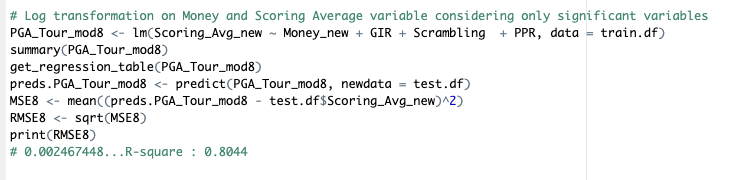 # Log transformation on Money and Scoring Average variable considering only significant variables
PGA_Tour_mod8 <- lm(Scoring_Avg_new ~ Money_new + GIR + Scrambling  + PPR, data = train.df)
summary(PGA_Tour_mod8)
get_regression_table(PGA_Tour_mod8)
preds.PGA_Tour_mod8 <- predict(PGA_Tour_mod8, newdata = test.df)
MSE8 <- mean((preds.PGA_Tour_mod8 - test.df$Scoring_Avg_new)^2)
RMSE8 <- sqrt(MSE8)
print(RMSE8)
# 0.002467448...R-square : 0.8044